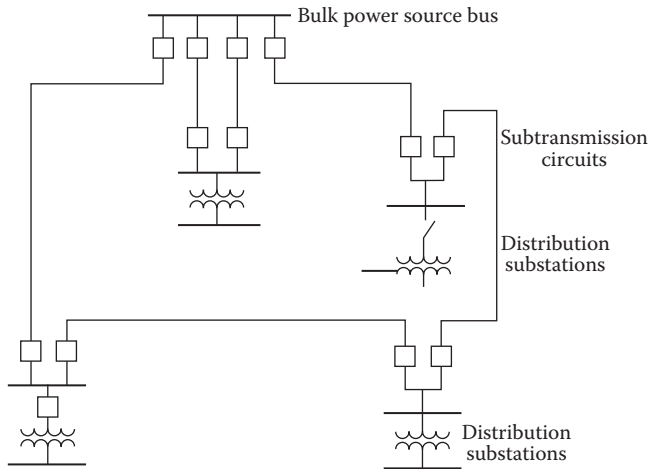 Bulk power source bus
Subtransmission
circuits
Distribution
substations
Distribution
substations